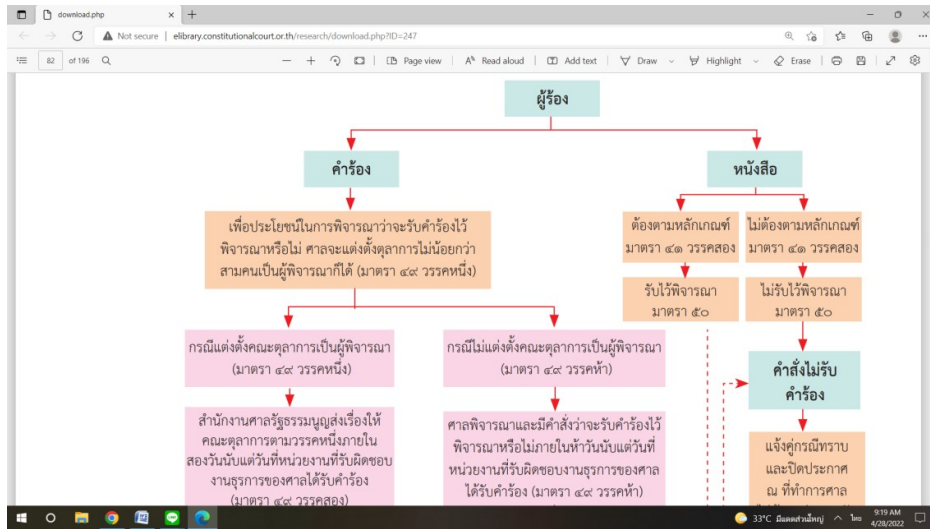 download.php
Not secure | elibrary.constitutionalcourt.or.th/research/download.php?ID=247
82 of 196
Page view
Read aloud
Add text
Draw
Highlight
Erase
ผู้ร้อง
คำร้อง
หนังสือ
เพื่อประโยชน์ในการพิจารณาว่าจะรับคำร้องไว้
พิจารณาหรือไม่ ศาลจะแต่งตั้งตุลาการไม่น้อยกว่า
สามคนเป็นผู้พิจารณาก็ได้ (มาตรา ๔๙ วรรคหนึ่ง)
ต้องตามหลักเกณฑ์
มาตรา ๔๑ วรรคสอง
ไม่ต้องตามหลักเกณฑ์
มาตรา ๔๑ วรรคสอง
รับไว้พิจารณา
มาตรา ๕๐
ไม่รับไว้พิจารณา
มาตรา ๕๐
กรณีแต่งตั้งคณะตุลาการเป็นผู้พิจารณา
(มาตรา ๔๙ วรรคหนึ่ง)
กรณีไม่แต่งตั้งคณะตุลาการเป็นผู้พิจารณา
(มาตรา ๔๙ วรรคห้า)
คำสั่งไม่รับ
คำร้อง
สำนักงานศาลรัฐธรรมนูญส่งเรื่องให้
คณะตุลาการตามวรรคหนึ่งภายใน
สองวันนับแต่วันที่หน่วยงานที่รับผิดชอบ
งานธุรการของศาลได้รับคำร้อง
(มาตรา ๔๙ วรรคสอง)
ศาลพิจารณาและมีคำสั่งว่าจะรับคำร้องไว้
พิจารณาหรือไม่ภายในห้าวันนับแต่วันที่
หน่วยงานที่รับผิดชอบงานธุรการของศาล
ได้รับคำร้อง (มาตรา ๔๙ วรรคห้า)
แจ้งคู่กรณีทราบ
และปิดประกาศ
ณ ที่ทำการศาล
33°C มีแดดส่วนใหญ่
ไทย
9:19 AM
4/28/2022